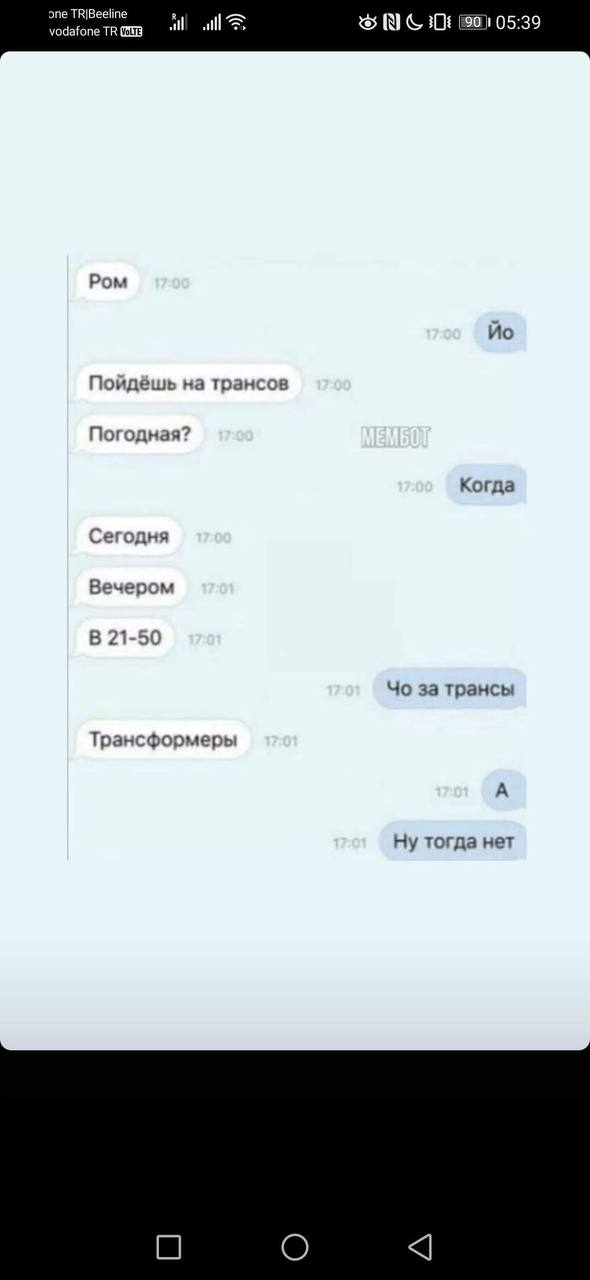 one TR|Beeline
vodafone TR VoLTE
R
90 05:39
Ром 17:00
17:00 Йо
Пойдёшь на трансов 17:00
Погодная? 17:00
МЕМБОТ
17:00 Когда
Сегодня 17:00
Вечером 17:01
В 21-50 17:01
17:01 Чо за трансы
Трансформеры 17:01
17:01 А
17:01 Ну тогда нет